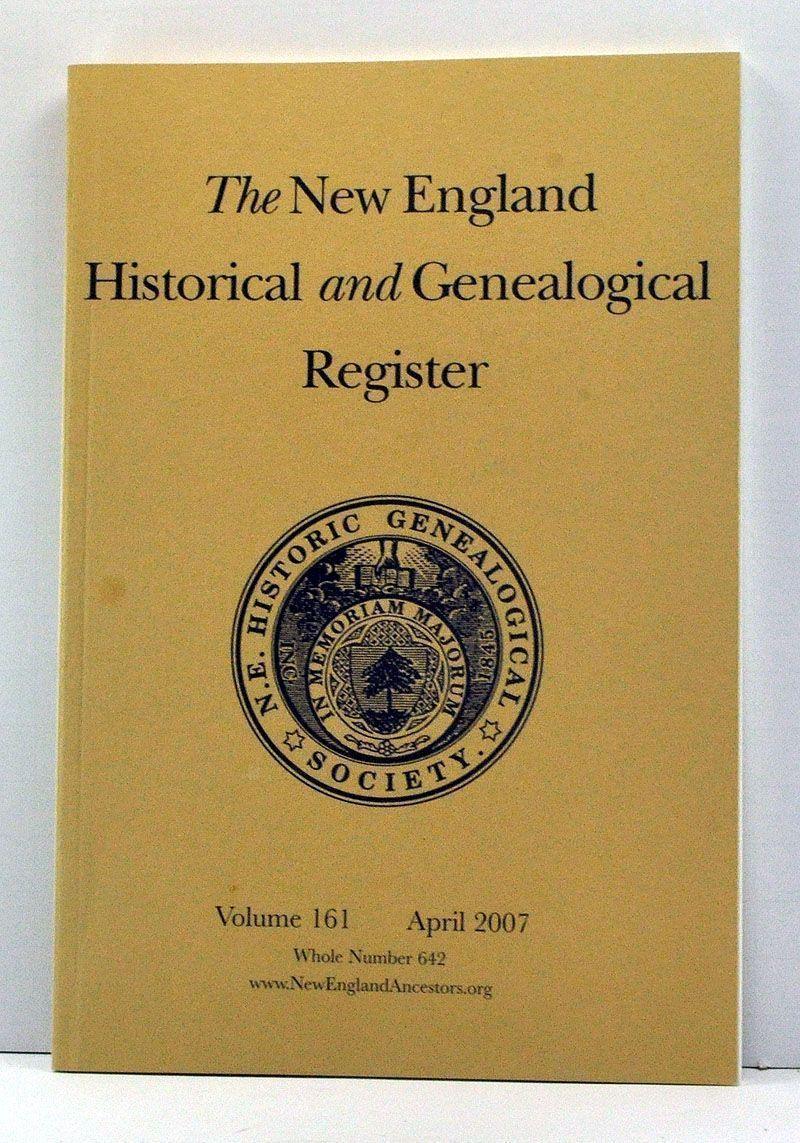 The New England
Historical and Genealogical
Register
N.E. HISTORIC GENEALOGICAL
SOCIETY.
INC
IN MEMORIAM MAJORUM
1845
Volume 161 April 2007
Whole Number 642
www.NewEnglandAncestors.org